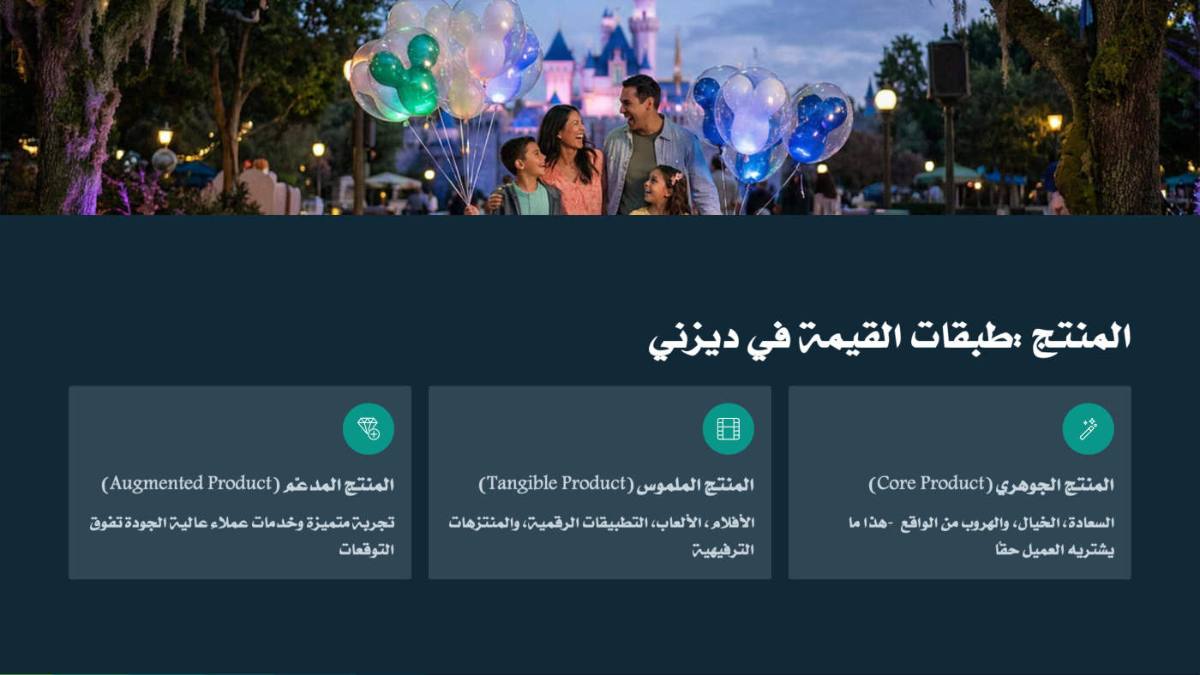 المنتج :طبقات القيمة في ديزني
المنتج الجوهري (Core Product)
السعادة، الخيال، والهروب من الواقع -هذا ما
يشتريه العميل حقًا
المنتج الملموس (Tangible Product)
الأفلام، الألعاب، التطبيقات الرقمية، والمنتزهات
الترفيهية
المنتج المدعم (Augmented Product)
تجربة متميزة وخدمات عملاء عالية الجودة تفوق
التوقعات